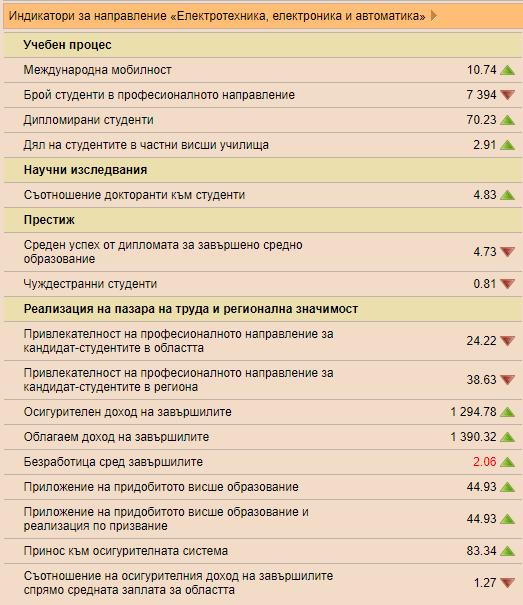 Индикатори за направление «Електротехника, електроника и автоматика»
Учебен процес
Международна мобилност 10.74
Брой студенти в професионалното направление 7 394
Дипломирани студенти 70.23
Дял на студентите в частни висши училища 2.91
Научни изследвания
Съотношение докторанти към студенти 4.83
Престиж
Среден успех от дипломата за завършено средно
образование 4.73
Чуждестранни студенти 0.81
Реализация на пазара на труда и регионална значимост
Привлекателност на професионалното направление за
кандидат-студентите в областта 24.22
Привлекателност на професионалното направление за
кандидат-студентите в региона 38.63
Осигурителен доход на завършилите 1 294.78
Облагаем доход на завършилите 1 390.32
Безработица сред завършилите 2.06
Приложение на придобитото висше образование 44.93
Приложение на придобитото висше образование и
реализация по призвание 44.93
Принос към осигурителната система 83.34
Съотношение на осигурителния доход на завършилите
спрямо средната заплата за областта 1.27